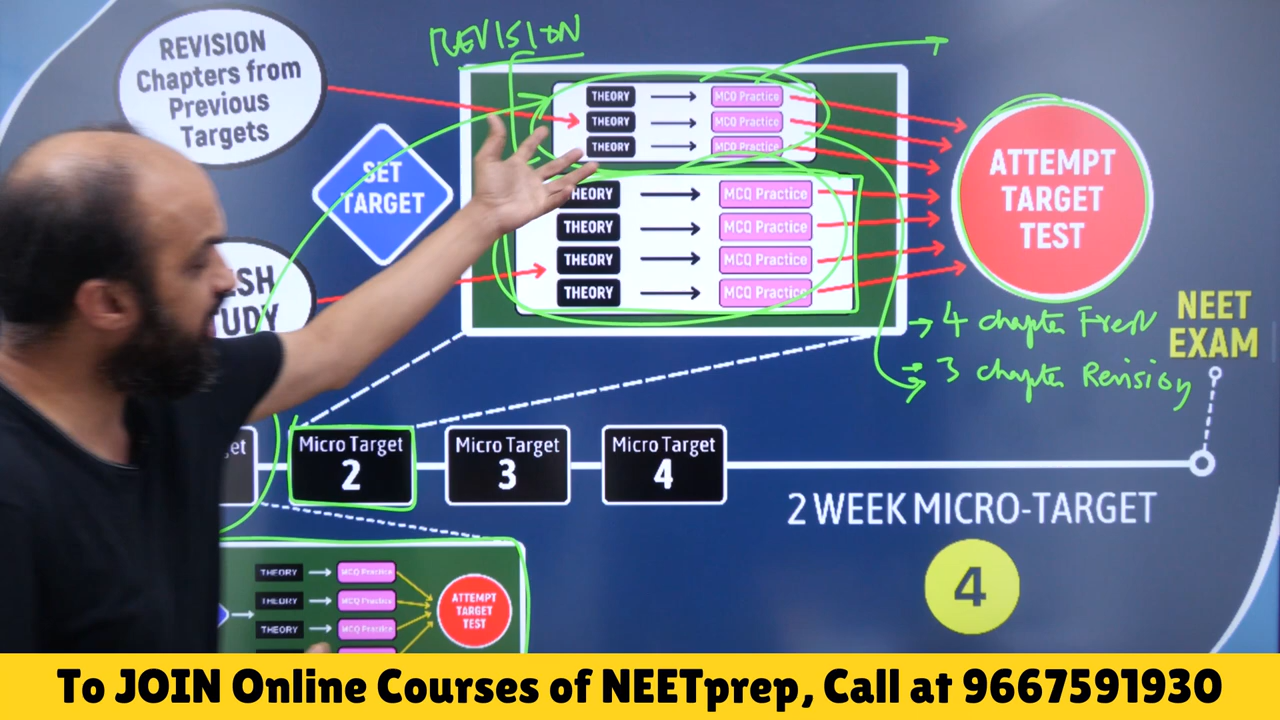 REVISION
REVISION
Chapters from
Previous
Targets
SET
TARGET
ESH
TUDY
THEORY
MCQ Practice
THEORY
MCQ Practice
THEORY
MCQ Practice
THEORY
MCQ Practice
THEORY
MCQ Practice
THEORY
MCQ Practice
THEORY
MCQ Practice
ATTEMPT
TARGET
TEST
→ 4 chapter Fresh
→ 3 chapter Revision
NEET
EXAM
get
Micro Target
2
Micro Target
3
Micro Target
4
2 WEEK MICRO-TARGET
4
THEORY
MCQ Practice
THEORY
MCQ Practice
THEORY
MCQ Practice
ATTEMPT
TARGET
TEST
To JOIN Online Courses of NEETprep, Call at 9667591930